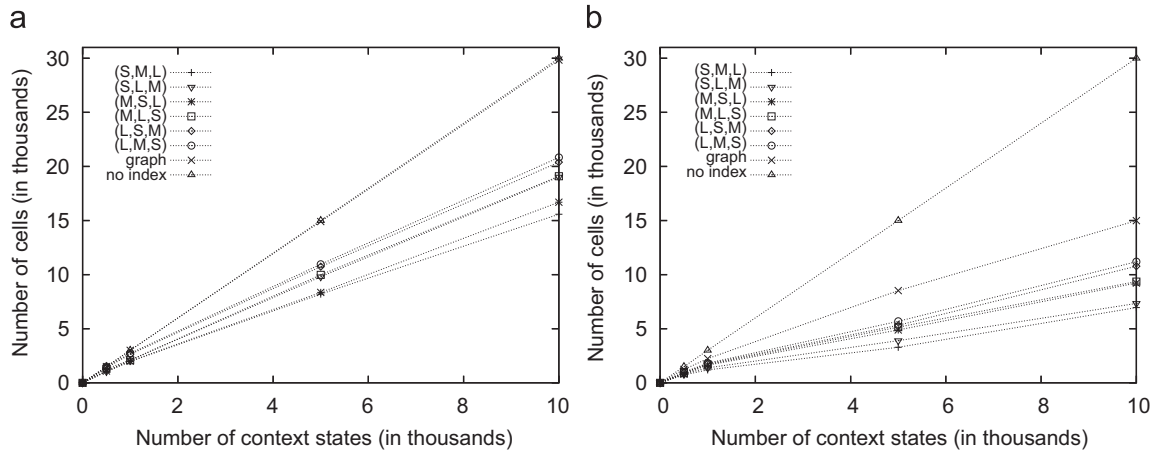 a
Number of cells (in thousands)
30
25
20
15
10
5
0
(S,M,L)
(S,L,M)
(M,S,L)
(M,L,S)
(L,S,M)
(L,M,S)
graph
no index
0 2 4 6 8 10
Number of context states (in thousands)
b
Number of cells (in thousands)
30
25
20
15
10
5
0
(S,M,L)
(S,L,M)
(M,S,L)
(M,L,S)
(L,S,M)
(L,M,S)
graph
no index
0 2 4 6 8 10
Number of context states (in thousands)